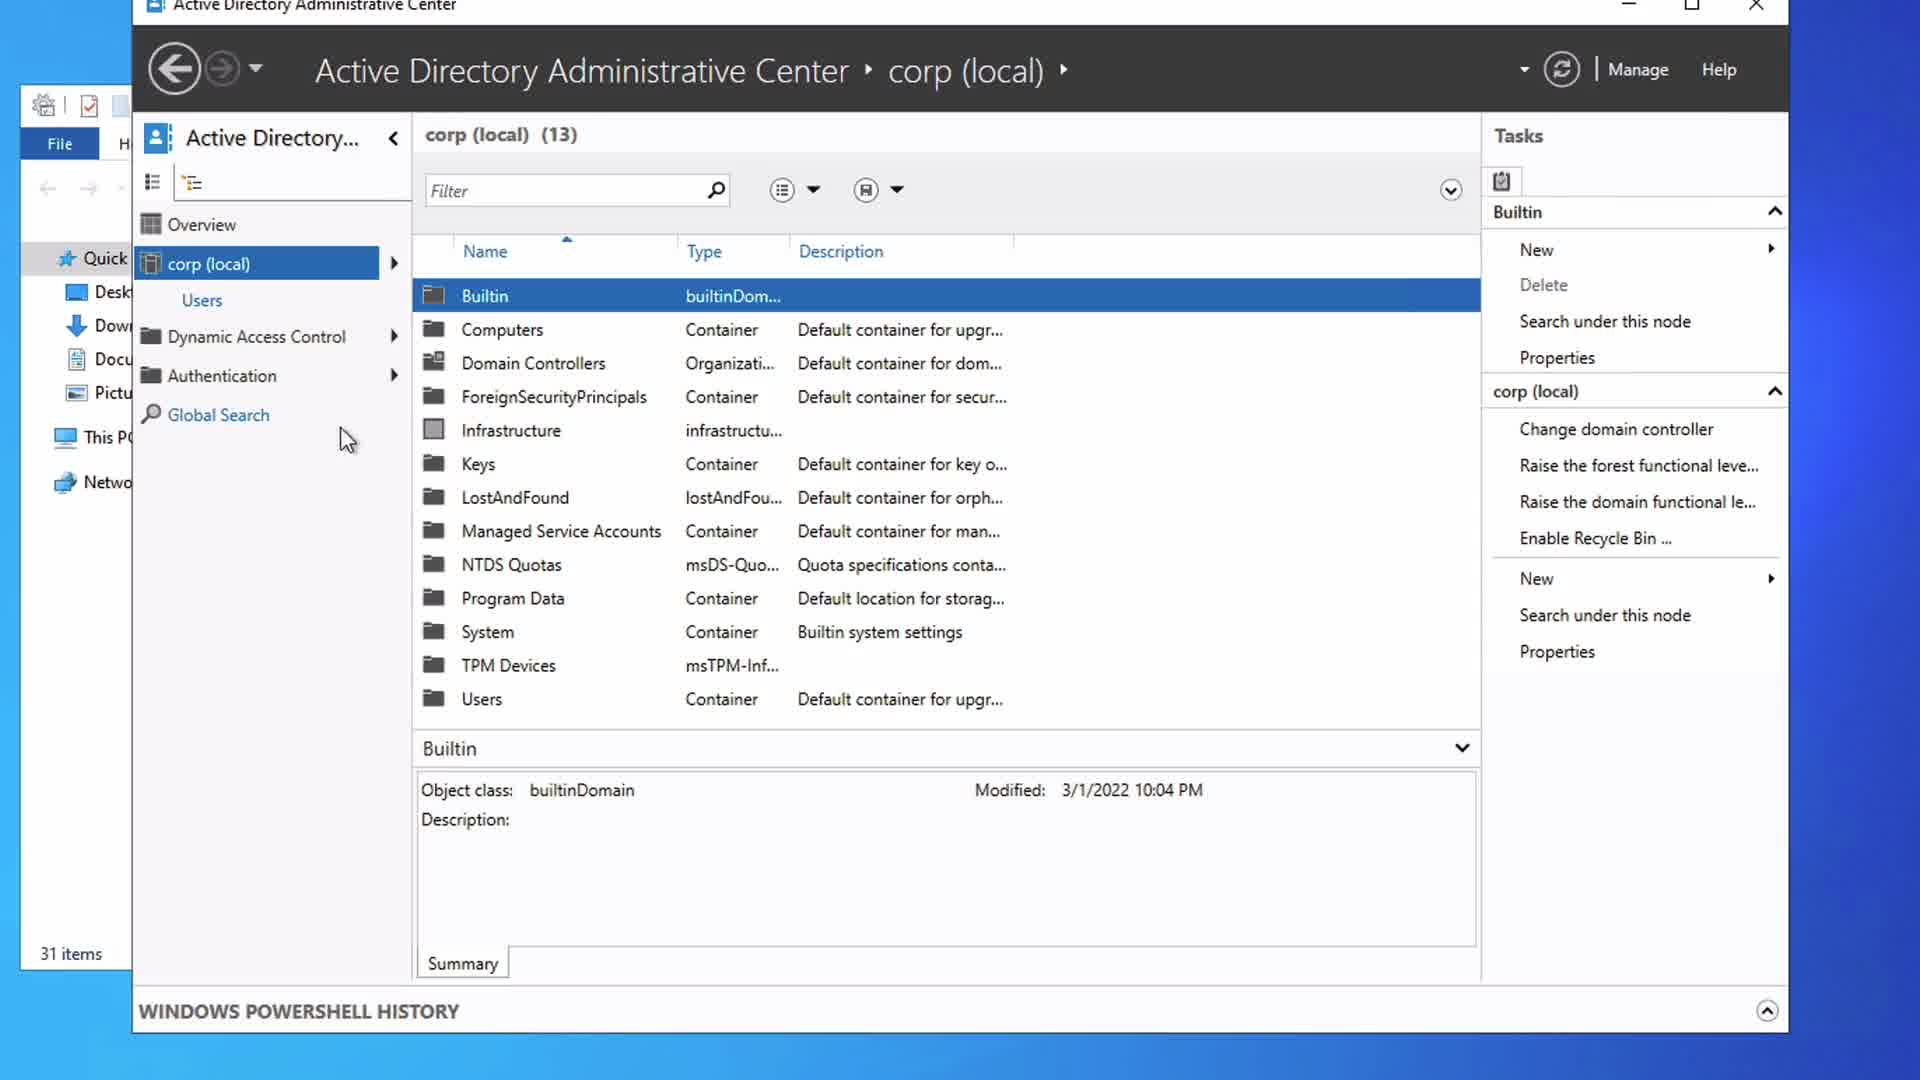 Active Directory Administrative Center
Active Directory Administrative Center corp (local)
Manage
Help
File
Active Directory...
Overview
corp (local)
Users
Dynamic Access Control
Authentication
Global Search
Quick
This
31 items
corp (local) (13)
Filter
Name Type Description
Builtin builtinDom...
Computers Container Default container for upgr...
Domain Controllers Organizati... Default container for dom...
ForeignSecurityPrincipals Container Default container for secur...
Infrastructure infrastructu...
Keys Container Default container for key o...
LostAndFound lostAndFou... Default container for orph...
Managed Service Accounts Container Default container for man...
NTDS Quotas msDS-Quo... Quota specifications conta...
Program Data Container Default location for storag...
System Container Builtin system settings
TPM Devices msTPM-Inf...
Users Container Default container for upgr...
Builtin
Object class: builtinDomain Modified: 3/1/2022 10:04 PM
Description:
Summary
Tasks
Builtin
New
Delete
Search under this node
Properties
corp (local)
Change domain controller
Raise the forest functional leve...
Raise the domain functional le...
Enable Recycle Bin ...
New
Search under this node
Properties
WINDOWS POWERSHELL HISTORY